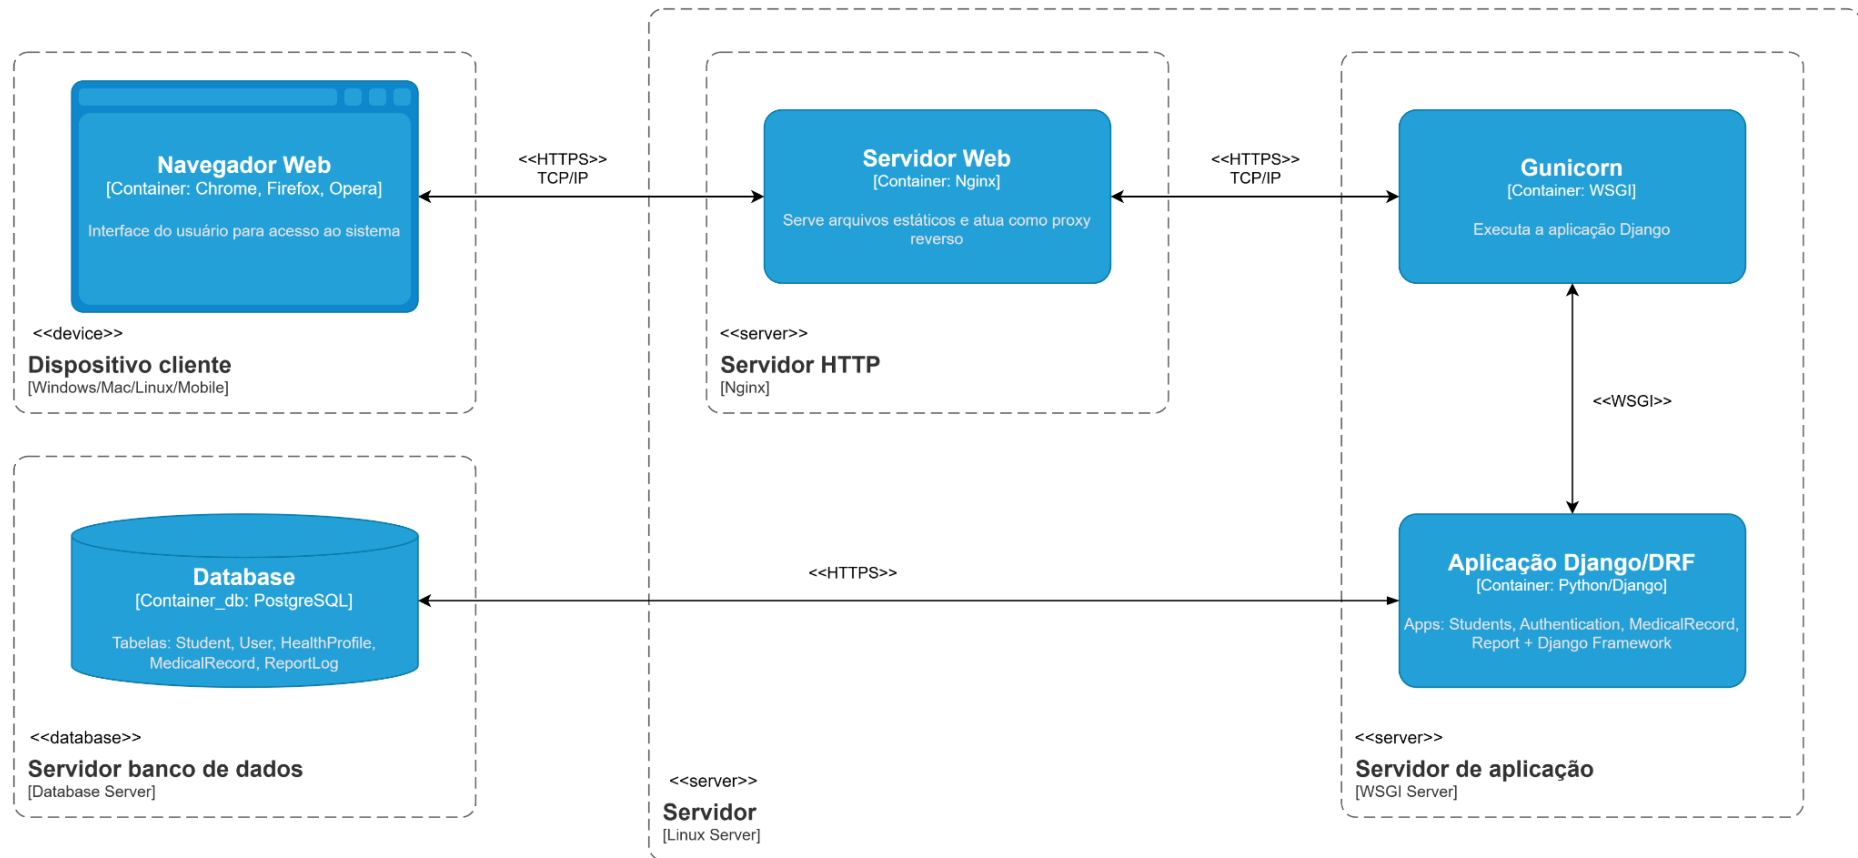 Navegador Web
[Container: Chrome, Firefox, Opera]
Interface do usuário para acesso ao sistema
<<device>>
Dispositivo cliente
[Windows/Mac/Linux/Mobile]
<<HTTPS>>
TCP/IP
Servidor Web
[Container: Nginx]
Serve arquivos estáticos e atua como proxy
reverso
<<server>>
Servidor HTTP
[Nginx]
<<HTTPS>>
TCP/IP
Gunicorn
[Container: WSGI]
Executa a aplicação Django
<<WSGI>>
Database
[Container_db: PostgreSQL]
Tabelas: Student, User, HealthProfile,
MedicalRecord, ReportLog
<<database>>
Servidor banco de dados
[Database Server]
<<HTTPS>>
Aplicação Django/DRF
[Container: Python/Django]
Apps: Students, Authentication, MedicalRecord,
Report + Django Framework
<<server>>
Servidor de aplicação
[WSGI Server]
<<server>>
Servidor
[Linux Server]